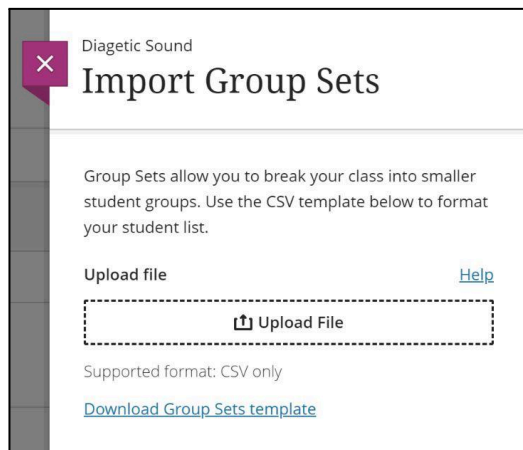 Diagetic Sound
Import Group Sets
Group Sets allow you to break your class into smaller
student groups. Use the CSV template below to format
your student list.
Upload file Help
Upload File
Supported format: CSV only
Download Group Sets template